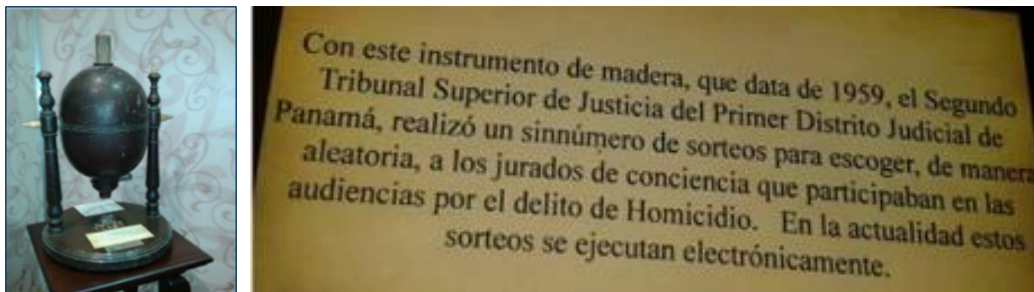 Con este instrumento de madera, que data de 1959, el Segundo
Tribunal Superior de Justicia del Primer Distrito Judicial de
Panamá, realizó un sinnúmero de sorteos para escoger, de manera
aleatoria, a los jurados de conciencia que participaban en las
audiencias por el delito de Homicidio. En la actualidad estos
sorteos se ejecutan electrónicamente.